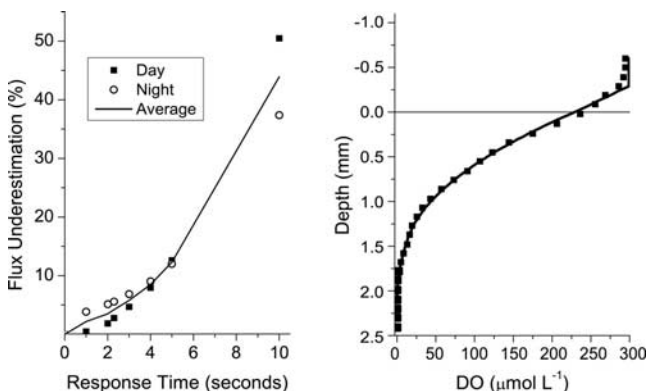 50
40
30
20
10
Flux Underestimation (%)
Day
Night
Average
0 2 4 6 8 10
Response Time (seconds)
-1.0
-0.5
0.0
0.5
1.0
1.5
2.0
2.5
Depth (mm)
0 50 100 150 200 250 300
DO (μmol L⁻¹)